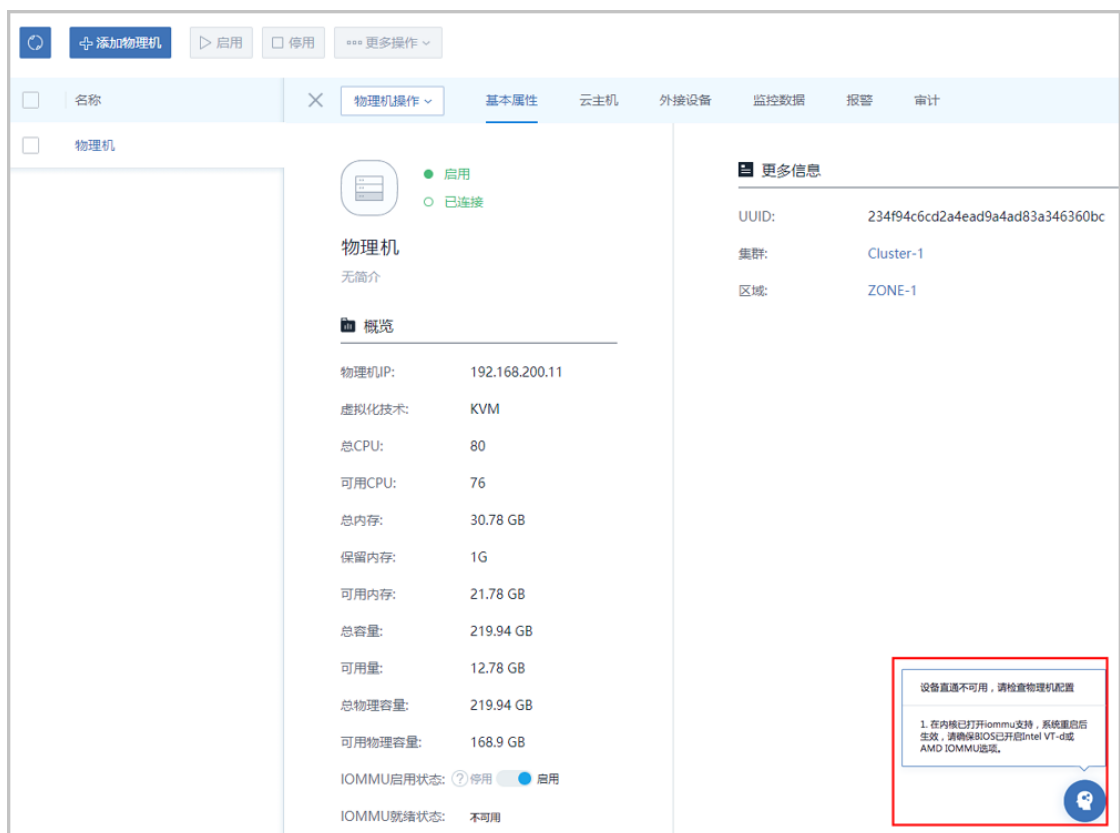 添加物理机 启用 停用 更多操作
名称 物理机操作 基本属性 云主机 外接设备 监控数据 报警 审计
物理机
启用
已连接
物理机
无简介
概览
物理机IP: 192.168.200.11
虚拟化技术: KVM
总CPU: 80
可用CPU: 76
总内存: 30.78 GB
保留内存: 1G
可用内存: 21.78 GB
总容量: 219.94 GB
可用量: 12.78 GB
总物理容量: 219.94 GB
可用物理容量: 168.9 GB
IOMMU启用状态: ? 停用 启用
IOMMU就绪状态: 不可用
更多信息
UUID: 234f94c6cd2a4ead9a4ad83a346360bc
集群: Cluster-1
区域: ZONE-1
设备直通不可用，请检查物理机配置
1. 在内核已打开iommu支持，系统重启后
生效，请确保BIOS已开启Intel VT-d或
AMD IOMMU选项。